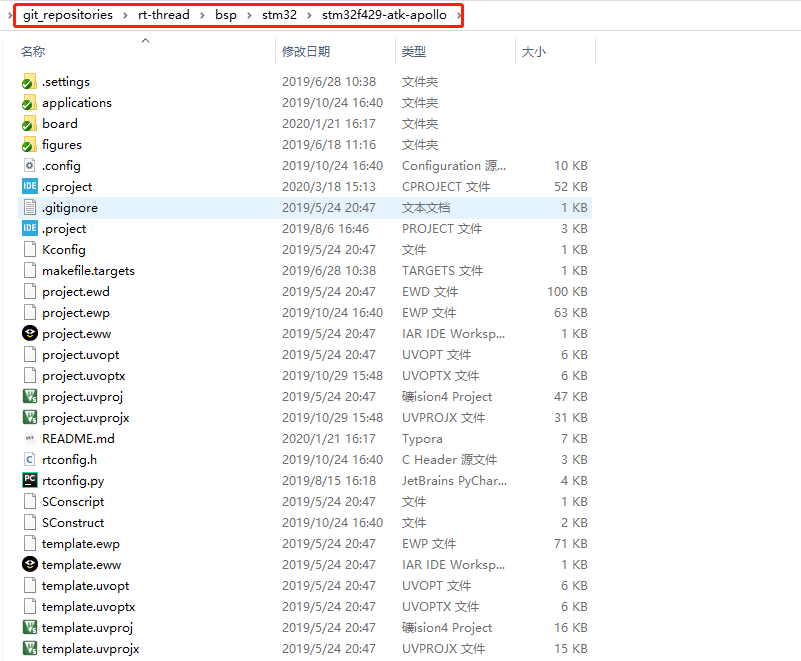 git_repositories › rt-thread › bsp › stm32 › stm32f429-atk-apollo
名称 修改日期 类型 大小
.settings 2019/6/28 10:38 文件夹
applications 2019/10/24 16:40 文件夹
board 2020/1/21 16:17 文件夹
figures 2019/6/18 11:16 文件夹
.config 2019/10/24 16:40 Configuration 源... 10 KB
IDE .cproject 2020/3/18 15:13 CPROJECT 文件 52 KB
.gitignore 2019/5/24 20:47 文本文档 1 KB
IDE .project 2019/8/6 16:46 PROJECT 文件 3 KB
Kconfig 2019/5/24 20:47 文件 1 KB
makefile.targets 2019/6/28 10:38 TARGETS 文件 1 KB
project.ewd 2019/5/24 20:47 EWD 文件 100 KB
project.ewp 2019/10/24 16:40 EWP 文件 63 KB
project.eww 2019/5/24 20:47 IAR IDE Worksp... 1 KB
project.uvopt 2019/5/24 20:47 UVOPT 文件 6 KB
project.uvoptx 2019/10/29 15:48 UVOPTX 文件 6 KB
project.uvproj 2019/5/24 20:47 礦ision4 Project 47 KB
project.uvprojx 2019/10/29 15:48 UVPROJX 文件 31 KB
README.md 2020/1/21 16:17 Typora 7 KB
C rtconfig.h 2019/10/24 16:40 C Header 源文件 3 KB
PC rtconfig.py 2019/8/15 16:18 JetBrains PyChar... 4 KB
SConscript 2019/5/24 20:47 文件 1 KB
SConstruct 2019/10/24 16:40 文件 2 KB
template.ewp 2019/5/24 20:47 EWP 文件 71 KB
template.eww 2019/5/24 20:47 IAR IDE Worksp... 1 KB
template.uvopt 2019/5/24 20:47 UVOPT 文件 6 KB
template.uvoptx 2019/5/24 20:47 UVOPTX 文件 6 KB
template.uvproj 2019/5/24 20:47 礦ision4 Project 16 KB
template.uvprojx 2019/5/24 20:47 UVPROJX 文件 15 KB